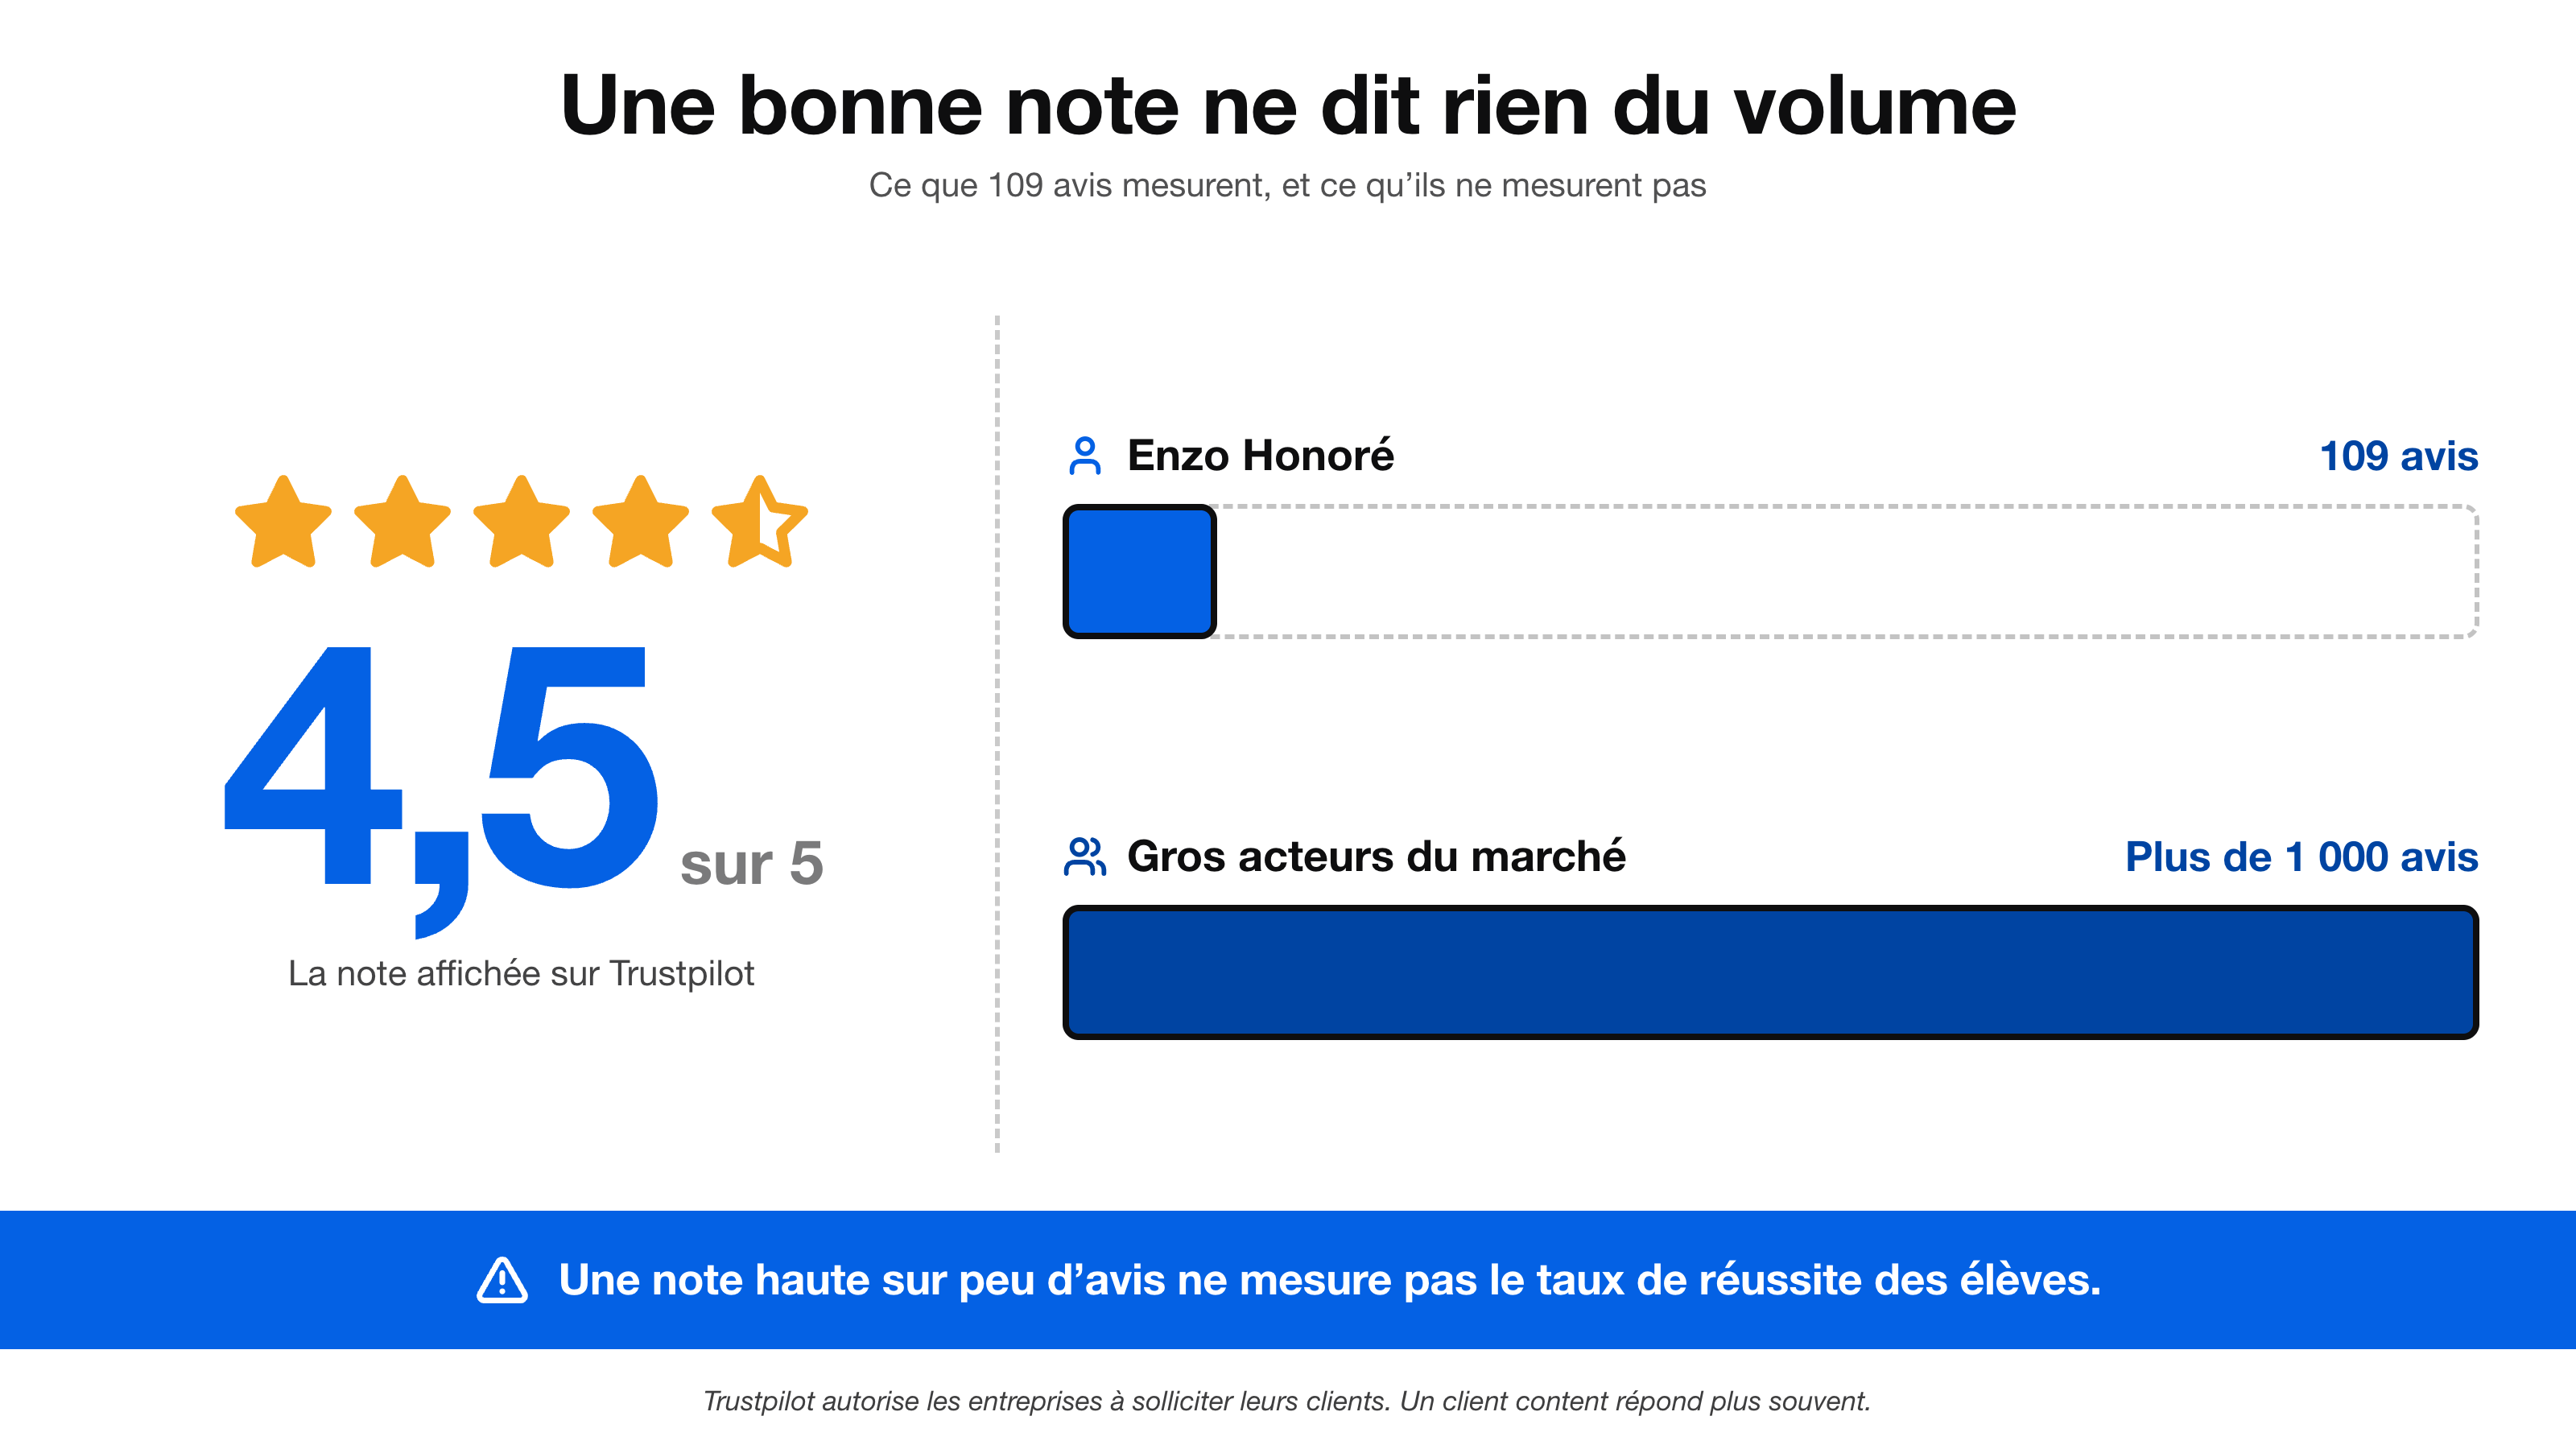 Une bonne note ne dit rien du volume
Ce que 109 avis mesurent, et ce qu’ils ne mesurent pas
4,5 sur 5
La note affichée sur Trustpilot
Enzo Honoré
109 avis
Gros acteurs du marché
Plus de 1 000 avis
Une note haute sur peu d’avis ne mesure pas le taux de réussite des élèves.
Trustpilot autorise les entreprises à solliciter leurs clients. Un client content répond plus souvent.